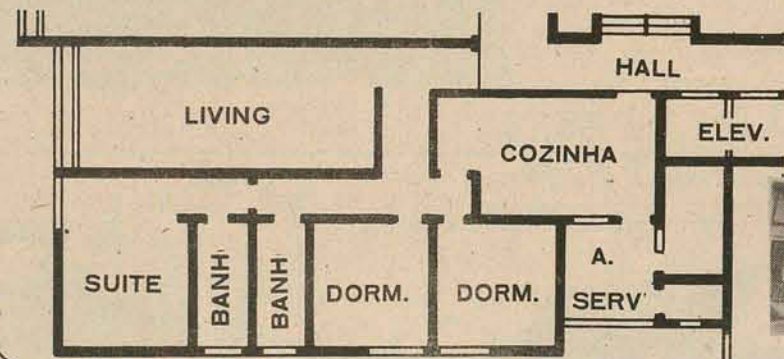 HALL
LIVING
ELEV.
COZINHA
A.
SERV
SUITE
BANH
BANH
DORM.
DORM.